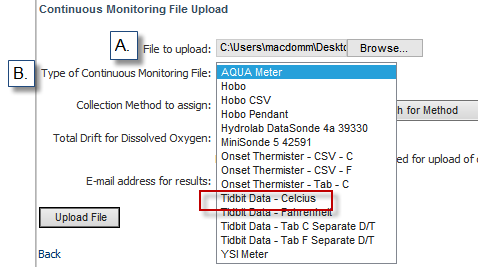 Continuous Monitoring File Upload
A.
File to upload: C:\Users\macdomm\Deskto Browse...
B.
Type of Continuous Monitoring File:
AQUA Meter
Hobo
Hobo CSV
Collection Method to assign:
Hobo Pendant
h for Method
Hydrolab DataSonde 4a 39330
Total Drift for Dissolved Oxygen:
MiniSonde 5 42591
Onset Thermister - CSV - C
ed for upload of
Onset Thermister - CSV - F
E-mail address for results:
Onset Thermister - Tab - C
Tidbit Data - Celcius
Tidbit Data - Fahrenheit
Upload File
Tidbit Data - Tab C Separate D/T
Tidbit Data - Tab F Separate D/T
Back
YSI Meter